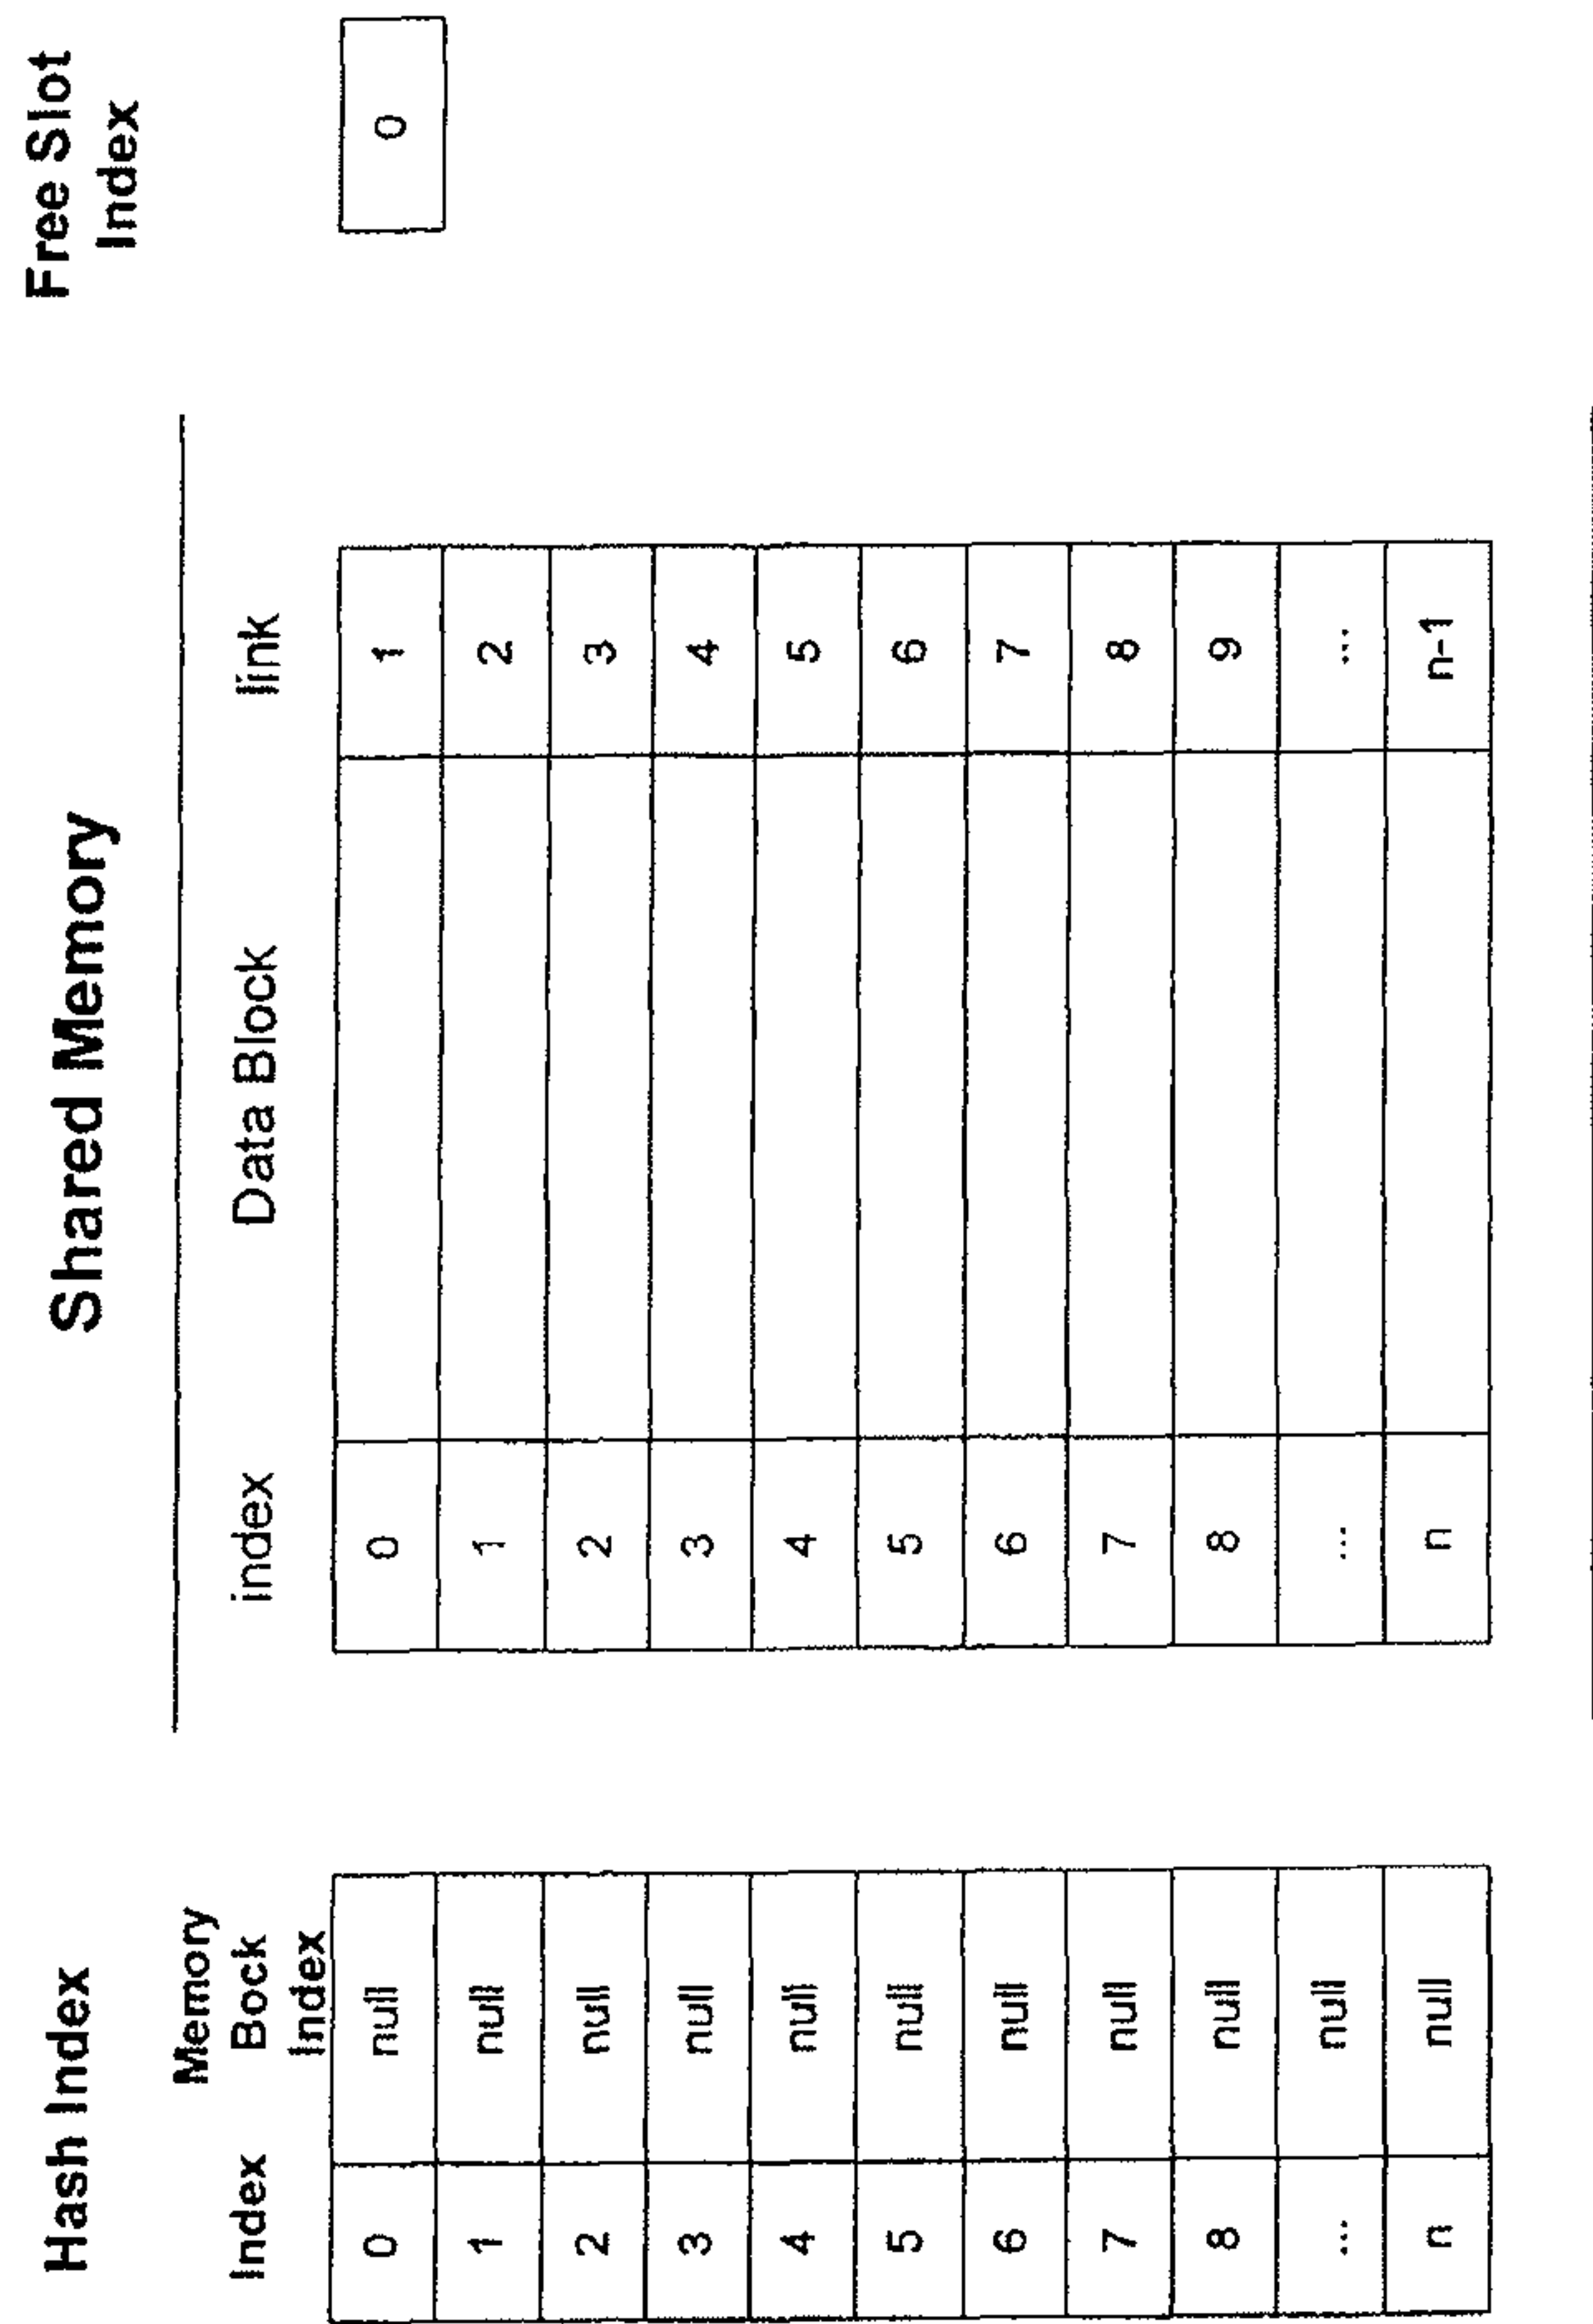 Hash Index
Index Memory Bock Index
0 null
1 null
2 null
3 null
4 null
5 null
6 null
7 null
8 null
... null
n null
Shared Memory
index Data Block link
0 1
1 2
2 3
3 4
4 5
5 6
6 7
7 8
8 9
... ...
n n-1
Free Slot
Index
0